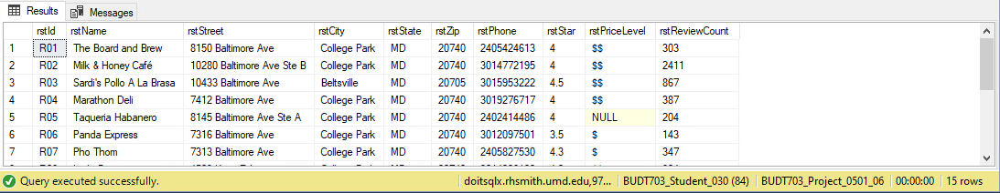 Results Messages
rstId rstName rstStreet rstCity rstState rstZip rstPhone rstStar rstPriceLevel rstReviewCount
1 R01 The Board and Brew 8150 Baltimore Ave College Park MD 20740 2405424613 4 $$ 303
2 R02 Milk & Honey Café 10280 Baltimore Ave Ste B College Park MD 20740 3014772195 4 $$ 2411
3 R03 Sardi's Pollo A La Brasa 10433 Baltimore Ave Beltsville MD 20705 3015953222 4.5 $$ 867
4 R04 Marathon Deli 7412 Baltimore Ave College Park MD 20740 3019276717 4 $$ 387
5 R05 Taqueria Habanero 8145 Baltimore Ave Ste A College Park MD 20740 2402414486 4 NULL 204
6 R06 Panda Express 7316 Baltimore Ave College Park MD 20740 3012097501 3.5 $ 143
7 R07 Pho Thom 7313 Baltimore Ave College Park MD 20740 2405827530 4.3 $ 347
Query executed successfully. doitsqlx.rhsmith.umd.edu,97... BUDT703_Student_030 (84) BUDT703_Project_0501_06 00:00:00 15 rows